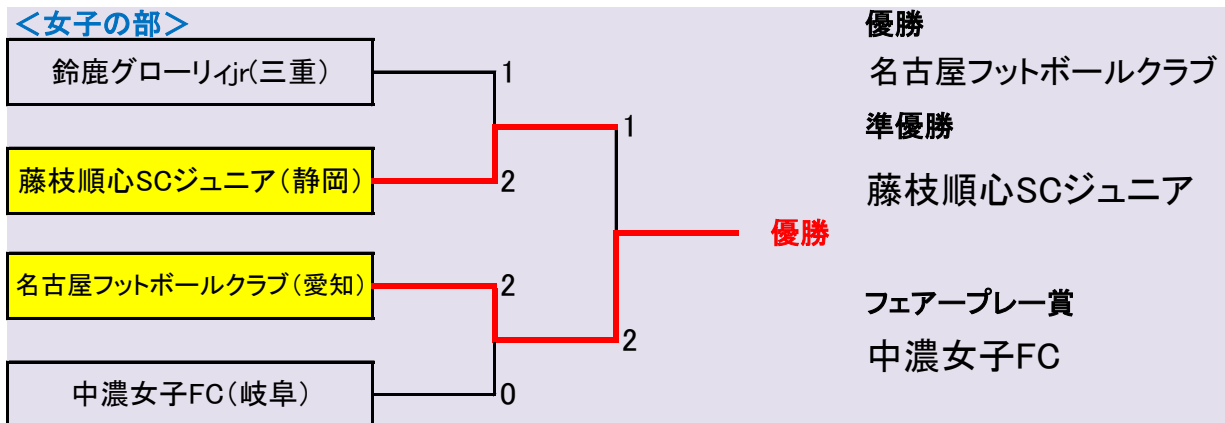 ＜女子の部＞
鈴鹿グローリィjr(三重)
1
藤枝順心SCジュニア(静岡)
2
1
名古屋フットボールクラブ(愛知)
2
2
中濃女子FC(岐阜)
0
優勝
優勝
名古屋フットボールクラブ
準優勝
藤枝順心SCジュニア
フェアープレー賞
中濃女子FC